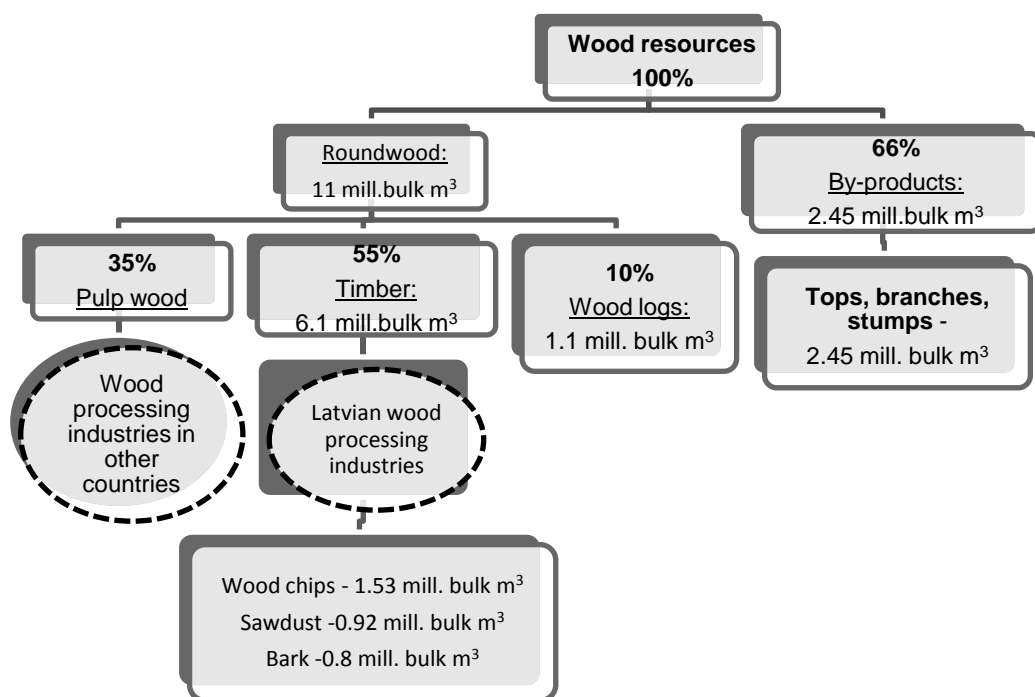 Wood resources
100%
Roundwood:
11 mill.bulk m³
66%
By-products:
2.45 mill.bulk m³
35%
Pulp wood
55%
Timber:
6.1 mill.bulk m³
10%
Wood logs:
1.1 mill. bulk m³
Tops, branches,
stumps -
2.45 mill. bulk m³
Wood
processing
industries in
other
countries
Latvian wood
processing
industries
Wood chips - 1.53 mill. bulk m³
Sawdust -0.92 mill. bulk m³
Bark -0.8 mill. bulk m³